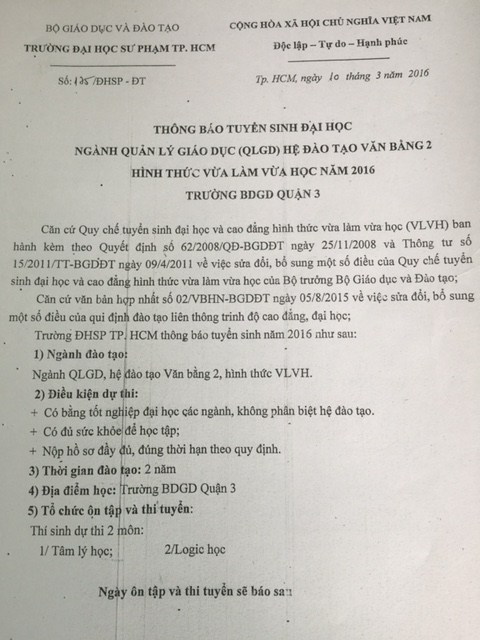 BỘ GIÁO DỤC VÀ ĐÀO TẠO
TRƯỜNG ĐẠI HỌC SƯ PHẠM TP. HCM
Số: 175/ĐHSP - ĐT
CỘNG HÒA XÃ HỘI CHỦ NGHĨA VIỆT NAM
Độc lập – Tự do – Hạnh phúc
Tp. HCM, ngày 10 tháng 3 năm 2016
THÔNG BÁO TUYỂN SINH ĐẠI HỌC
NGÀNH QUẢN LÝ GIÁO DỤC (QLGD) HỆ ĐÀO TẠO VĂN BẰNG 2
HÌNH THỨC VỪA LÀM VỪA HỌC NĂM 2016
TRƯỜNG BDGD QUẬN 3
Căn cứ Quy chế tuyển sinh đại học và cao đẳng hình thức vừa làm vừa học (VLVH) ban
hành kèm theo Quyết định số 62/2008/QĐ-BGDĐT ngày 25/11/2008 và Thông tư số
15/2011/TT-BGDĐT ngày 09/4/2011 về việc sửa đổi, bổ sung một số điều của Quy chế tuyển
sinh đại học và cao đẳng hình thức vừa làm vừa học của Bộ trưởng Bộ Giáo dục và Đào tạo;
Căn cứ văn bản hợp nhất số 02/VBHN-BGDĐT ngày 05/8/2015 về việc sửa đổi, bổ sung
một số điều của qui định đào tạo liên thông trình độ cao đẳng, đại học;
Trường ĐHSP TP. HCM thông báo tuyển sinh năm 2016 như sau:
1) Ngành đào tạo:
Ngành QLGD, hệ đào tạo Văn bằng 2, hình thức VLVH.
2) Điều kiện dự thi:
+ Có bằng tốt nghiệp đại học các ngành, không phân biệt hệ đào tạo.
+ Có đủ sức khỏe để học tập;
+ Nộp hồ sơ đầy đủ, đúng thời hạn theo quy định.
3) Thời gian đào tạo: 2 năm
4) Địa điểm học: Trường BDGD Quận 3
5) Tổ chức ôn tập và thi tuyển:
Thí sinh dự thi 2 môn:
1/ Tâm lý học; 2/Logic học
Ngày ôn tập và thi tuyển sẽ báo sau